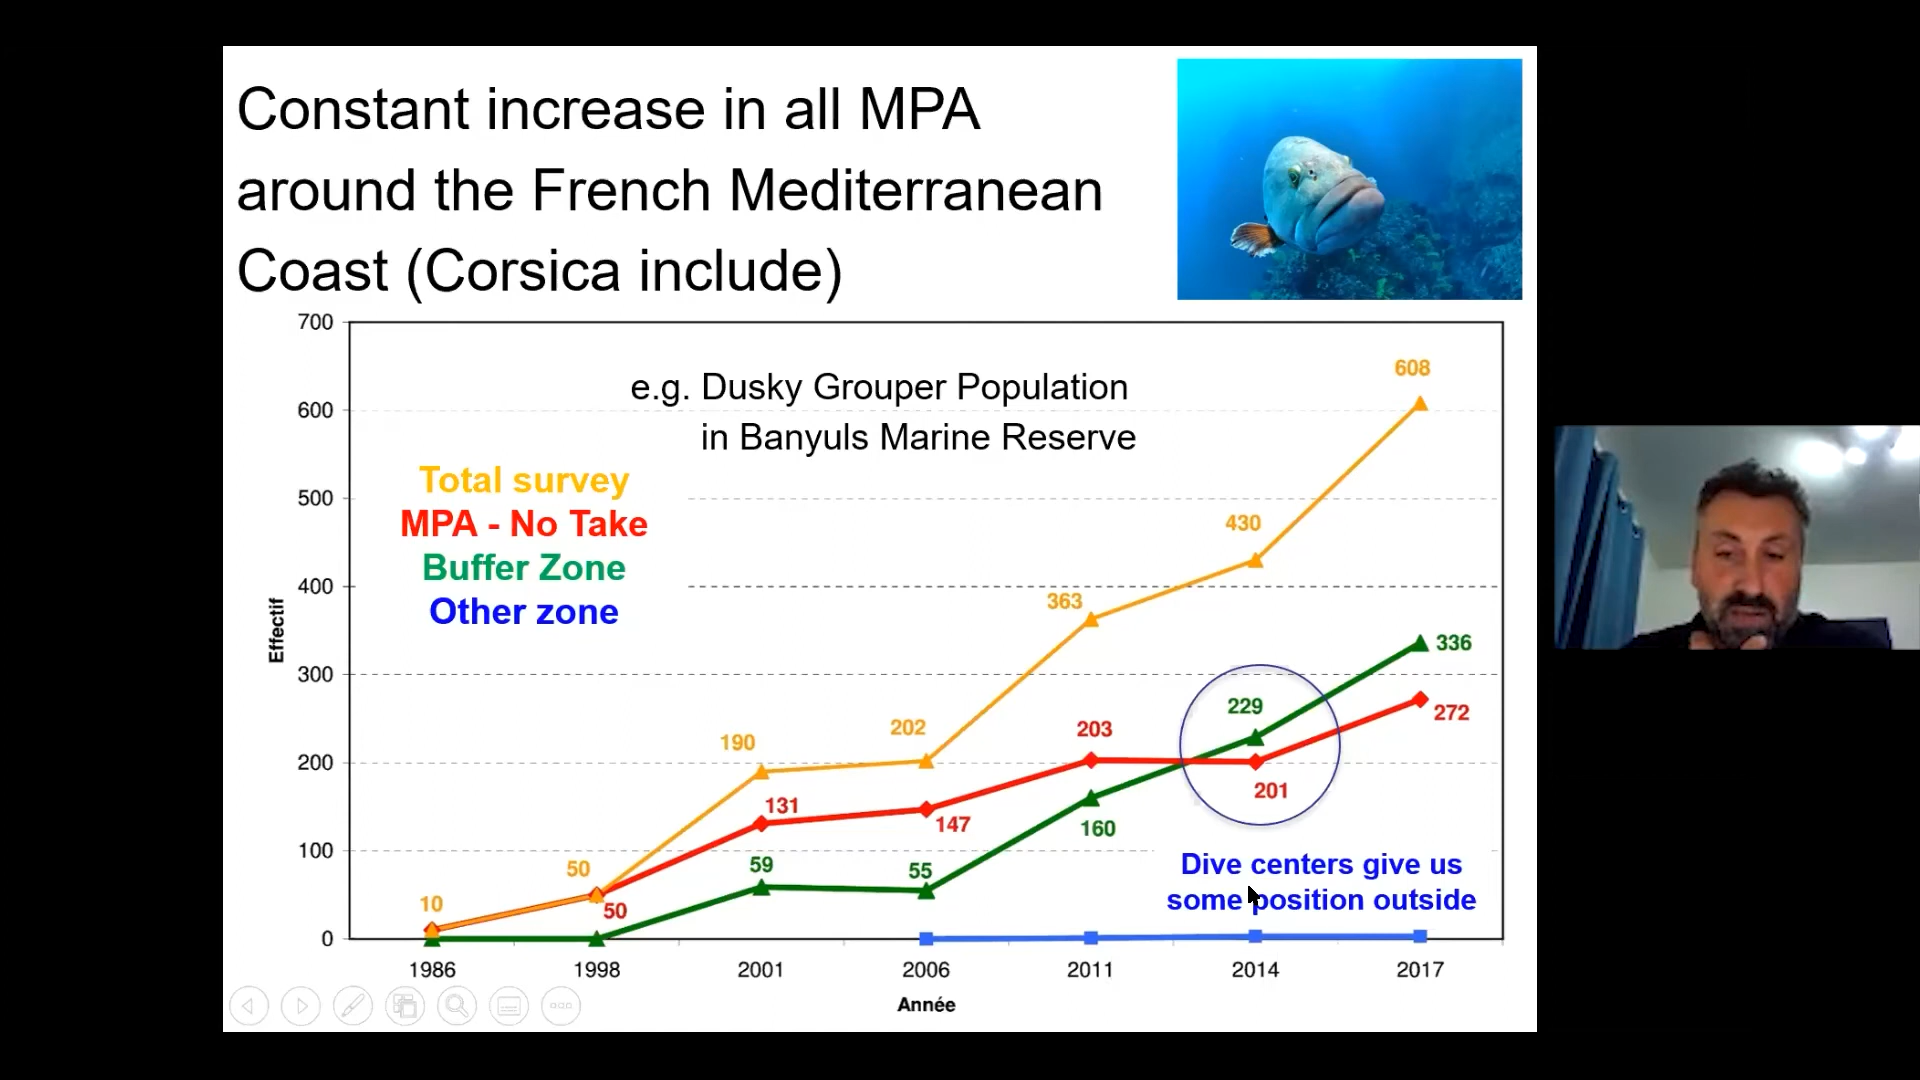 Constant increase in all MPA
around the French Mediterranean
Coast (Corsica include)
e.g. Dusky Grouper Population
in Banyuls Marine Reserve
Total survey
MPA - No Take
Buffer Zone
Other zone
Effectif
700
600
500
400
300
200
100
0
10
50
50
190
131
59
202
147
55
363
203
160
430
229
201
608
336
272
Dive centers give us
some position outside
1986 1998 2001 2006 2011 2014 2017
Année